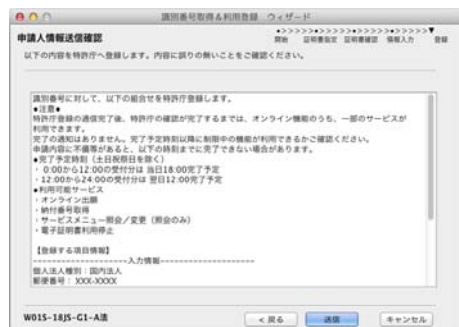 識別番号取得&利用登録 ウィザード
申請人情報送信確認
•>>>>>•>>>>>•>>>>>•>>>>>▼
開始 証明書指定 証明書確認 情報入力 登録
以下の内容を特許庁へ登録します。内容に誤りの無いことをご確認ください。
識別番号に対して、以下の組合せを特許庁登録します。
●注意●
特許庁登録の通信完了後、特許庁の確認が完了するまでは、オンライン機能のうち、一部のサービスが
利用できます。
完了の通知はありません。完了予定時刻以降に制限中の機能が利用できるかご確認ください。
申請内容に不備等があると、以下の時刻までに完了できない場合があります。
●完了予定時刻(土日祝祭日を除く)
・ 0:00から12:00の受付分は 当日18:00完了予定
・12:00から24:00の受付分は 翌日12:00完了予定
●利用可能サービス
・オンライン出願
・納付番号取得
・サービスメニュー照会/変更(照会のみ)
・電子証明書利用停止
【登録する項目情報】
--------------------入力情報--------------------
個人法人種別:国内法人
郵便番号: XXX-XXXX
W01S-18JS-G1-A法
< 戻る 送信 キャンセル